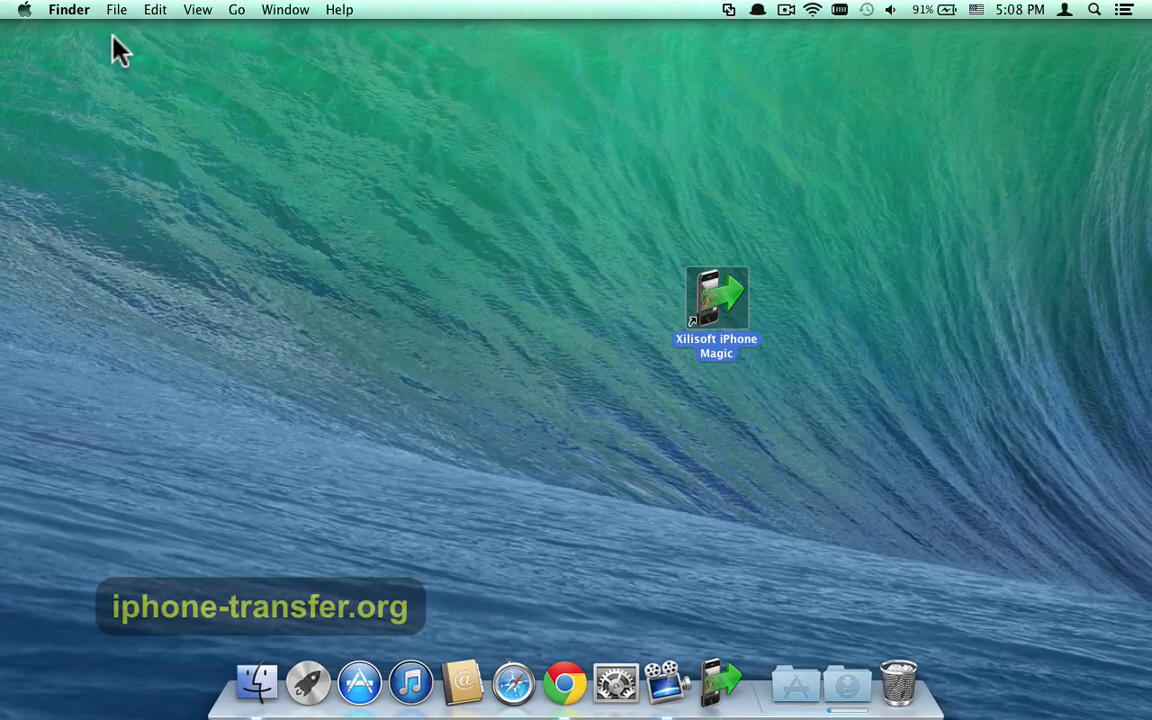 Finder File Edit View Go Window Help 91% 5:08 PM
Xilisoft iPhone
Magic
iphone-transfer.org